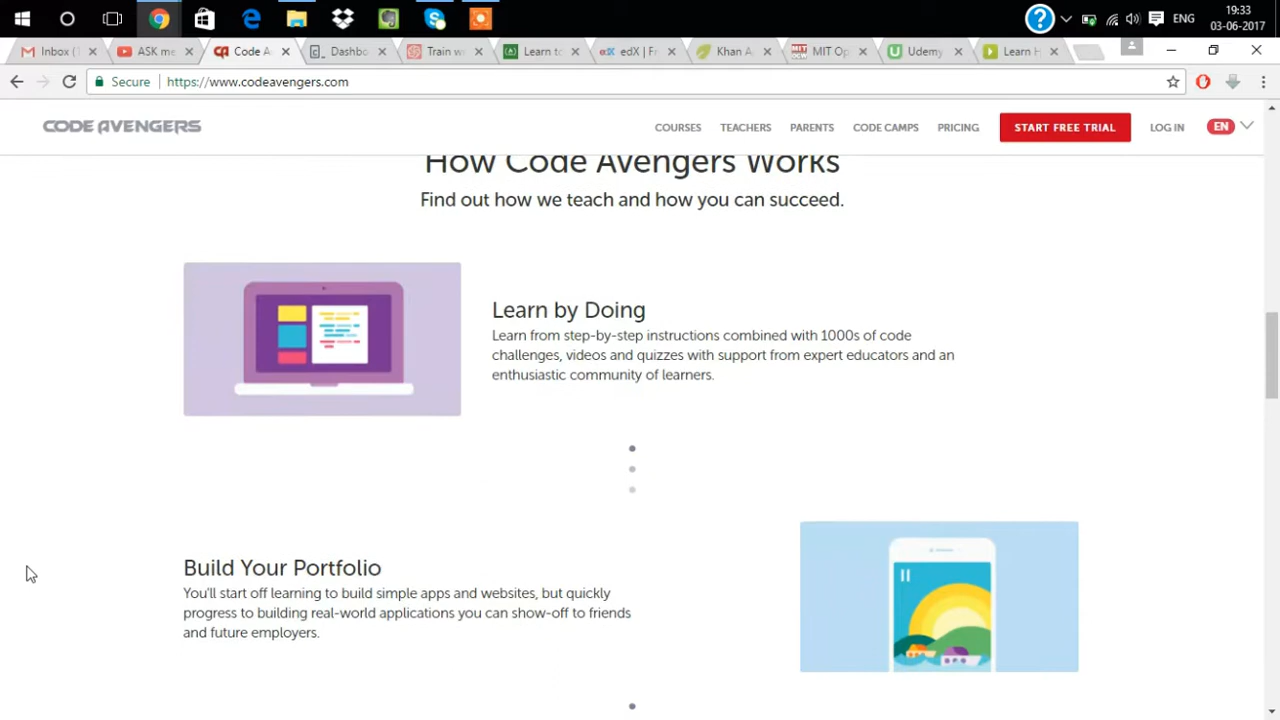 19:33
ENG
03-06-2017
Inbox (
ASK me
Code A
Dashbo
Train w
Learn to
edX | F
Khan A
MIT Op
Udemy
Learn H
Secure
https://www.codeavengers.com
CODE AVENGERS
COURSES
TEACHERS
PARENTS
CODE CAMPS
PRICING
START FREE TRIAL
LOG IN
EN
How Code Avengers Works
Find out how we teach and how you can succeed.
Learn by Doing
Learn from step-by-step instructions combined with 1000s of code
challenges, videos and quizzes with support from expert educators and an
enthusiastic community of learners.
Build Your Portfolio
You'll start off learning to build simple apps and websites, but quickly
progress to building real-world applications you can show-off to friends
and future employers.